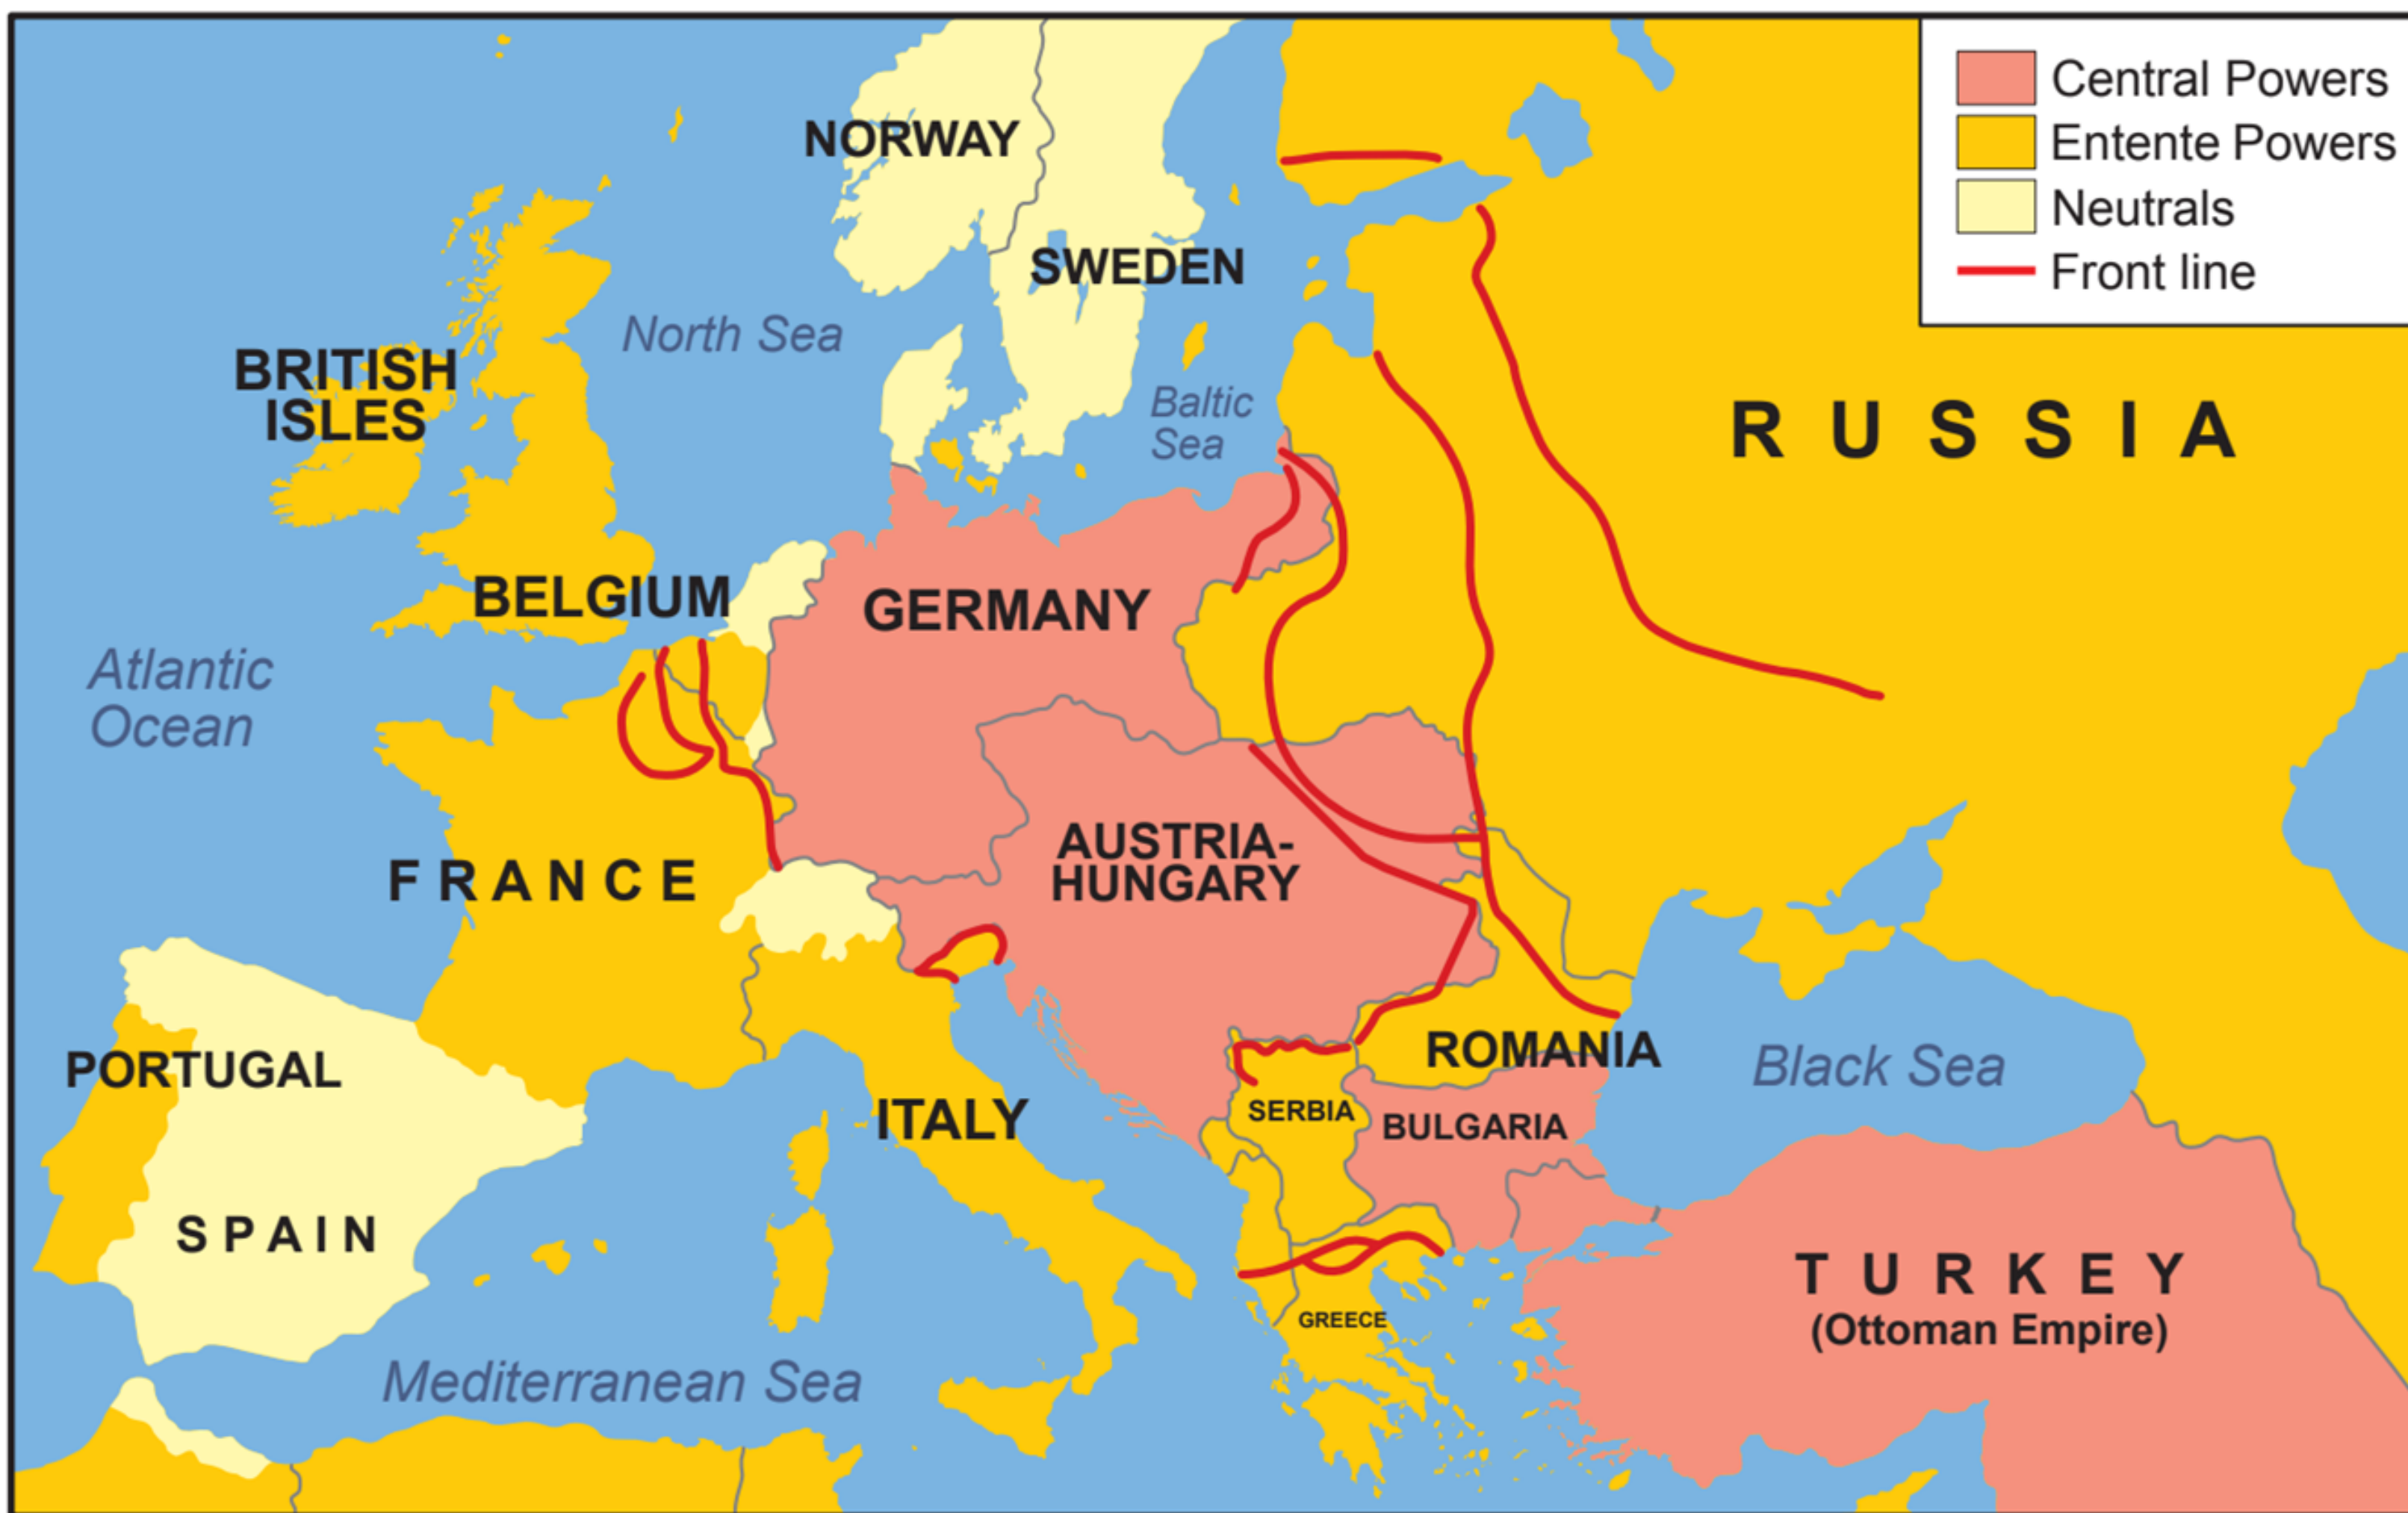 Central Powers
Entente Powers
Neutrals
Front line
NORWAY
SWEDEN
North Sea
BRITISH
ISLES
Baltic
Sea
RUSSIA
BELGIUM
GERMANY
Atlantic
Ocean
FRANCE
AUSTRIA-
HUNGARY
PORTUGAL
ROMANIA
Black Sea
ITALY
SERBIA
BULGARIA
SPAIN
TURKEY
(Ottoman Empire)
GREECE
Mediterranean Sea